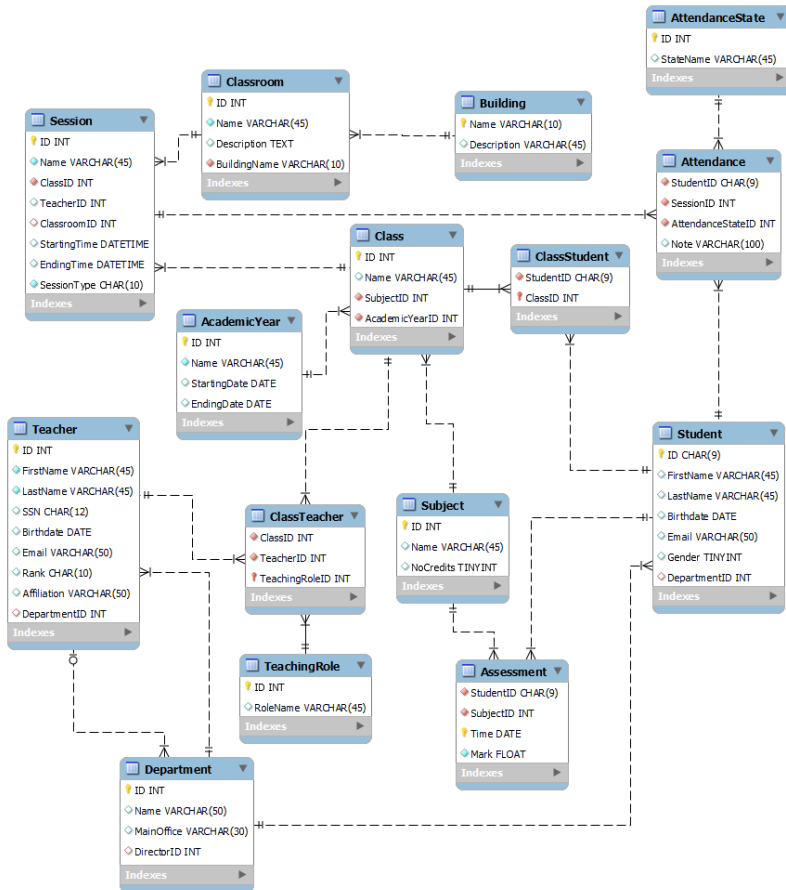 AttendanceState
ID INT
StateName VARCHAR(45)
Indexes
Classroom
ID INT
Name VARCHAR(45)
Description TEXT
BuildingName VARCHAR(10)
Indexes
Building
Name VARCHAR(10)
Description VARCHAR(45)
Indexes
Session
ID INT
Name VARCHAR(45)
ClassID INT
TeacherID INT
ClassroomID INT
StartingTime DATETIME
EndingTime DATETIME
SessionType CHAR(10)
Indexes
Attendance
StudentID CHAR(9)
SessionID INT
AttendanceStateID INT
Note VARCHAR(100)
Indexes
Class
ID INT
Name VARCHAR(45)
SubjectID INT
AcademicYearID INT
Indexes
ClassStudent
StudentID CHAR(9)
ClassID INT
Indexes
AcademicYear
ID INT
Name VARCHAR(45)
StartingDate DATE
EndingDate DATE
Indexes
Teacher
ID INT
FirstName VARCHAR(45)
LastName VARCHAR(45)
SSN CHAR(12)
Birthdate DATE
Email VARCHAR(50)
Rank CHAR(10)
Affiliation VARCHAR(50)
DepartmentID INT
Indexes
Student
ID CHAR(9)
FirstName VARCHAR(45)
LastName VARCHAR(45)
Birthdate DATE
Email VARCHAR(50)
Gender TINYINT
DepartmentID INT
Indexes
ClassTeacher
ClassID INT
TeacherID INT
TeachingRoleID INT
Indexes
Subject
ID INT
Name VARCHAR(45)
NoCredits TINYINT
Indexes
TeachingRole
ID INT
RoleName VARCHAR(45)
Indexes
Assessment
StudentID CHAR(9)
SubjectID INT
Time DATE
Mark FLOAT
Indexes
Department
ID INT
Name VARCHAR(50)
MainOffice VARCHAR(30)
DirectorID INT
Indexes